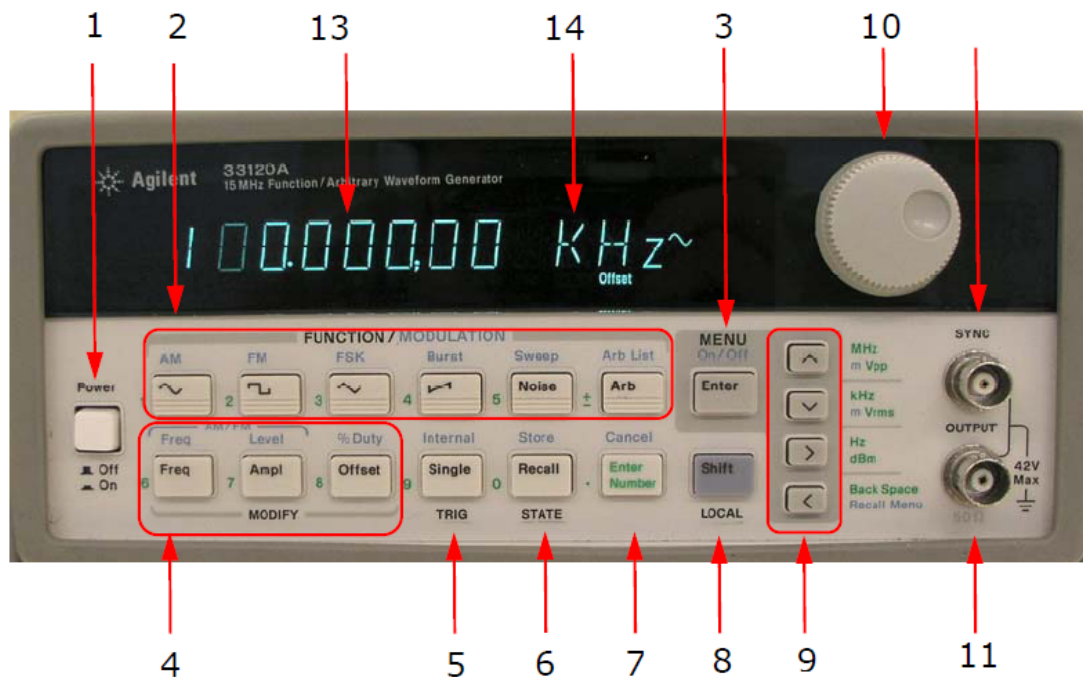 1 2 13 14 3 10
Agilent 33120A
15 MHz Function / Arbitrary Waveform Generator
1 0 0.000,00 KHz~
Offset
FUNCTION / MODULATION
AM FM FSK Burst Sweep Arb List
1 2 3 4 5 Noise ± Arb
MENU
On/Off
Enter
SYNC
MHz
m Vpp
kHz
m Vrms
Hz
dBm
Back Space
Recall Menu
OUTPUT
42V
Max
50Ω
Power
Off
On
AM/FM
Freq Level % Duty Internal Store Cancel
6 Freq 7 Ampl 8 Offset 9 Single 0 Recall . Enter Number Shift
MODIFY TRIG STATE LOCAL
4 5 6 7 8 9 11